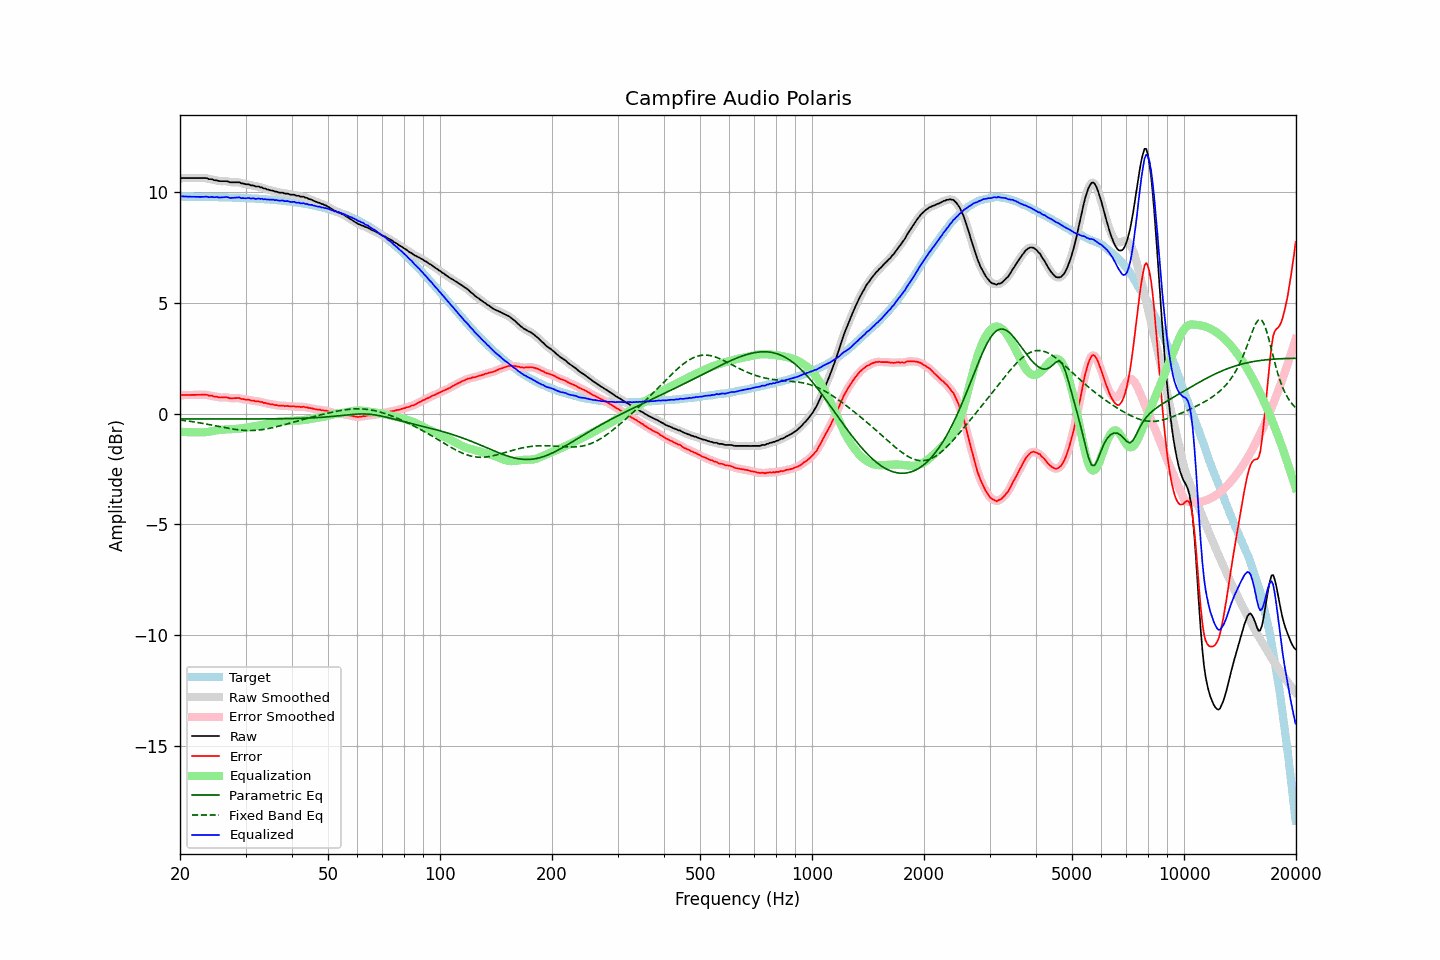 Campfire Audio Polaris
Amplitude (dBr)
10
5
0
−5
−10
−15
Target
Raw Smoothed
Error Smoothed
Raw
Error
Equalization
Parametric Eq
Fixed Band Eq
Equalized
20 50 100 200 500 1000 2000 5000 10000 20000
Frequency (Hz)